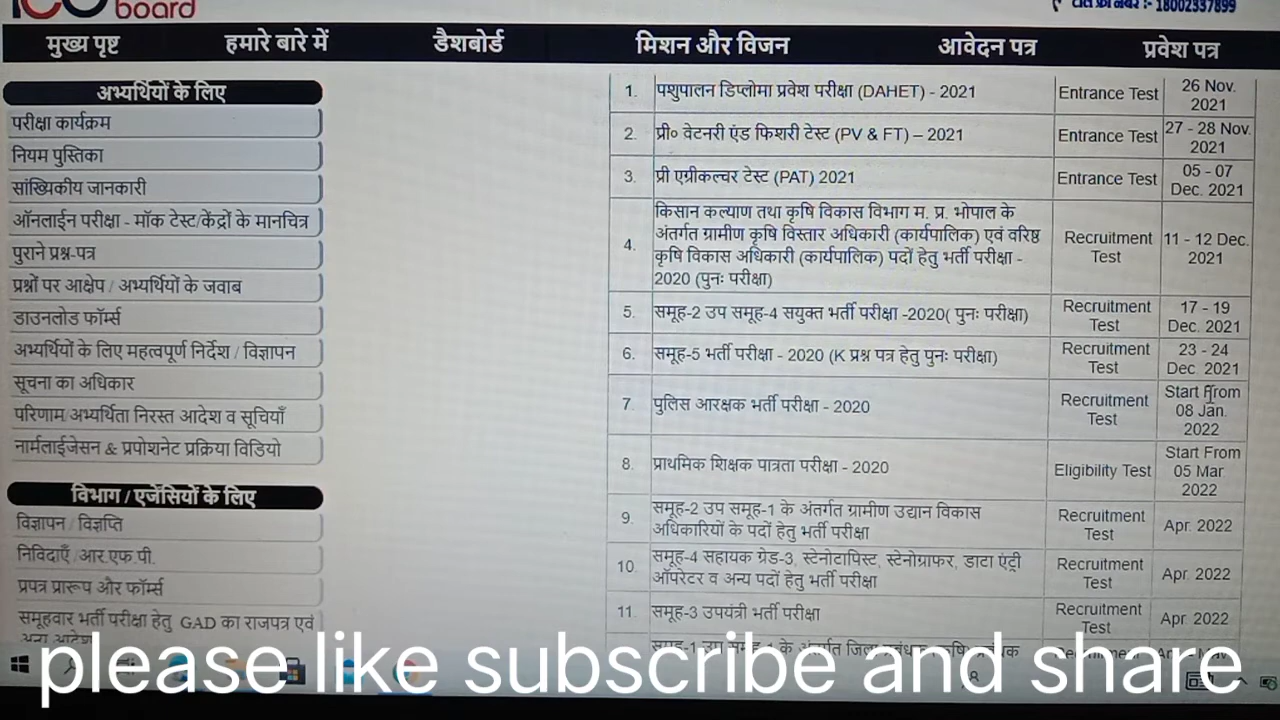 board
टोल फ्री नंबर :- 18002337899
मुख्य पृष्ट हमारे बारे में डैशबोर्ड मिशन और विजन आवेदन पत्र प्रवेश पत्र
अभ्यर्थियों के लिए
परीक्षा कार्यक्रम
नियम पुस्तिका
सांख्यिकीय जानकारी
ऑनलाईन परीक्षा - मॉक टेस्ट/केंद्रों के मानचित्र
पुराने प्रश्न-पत्र
प्रश्नों पर आक्षेप / अभ्यर्थियों के जवाब
डाउनलोड फॉर्म्स
अभ्यर्थियों के लिए महत्वपूर्ण निर्देश / विज्ञापन
सूचना का अधिकार
परिणाम/अभ्यर्थिता निरस्त आदेश व सूचियाँ
नार्मलाईजेसन & प्रपोशनेट प्रक्रिया विडियो
विभाग / एजेंसियों के लिए
विज्ञापन / विज्ञप्ति
निविदाएँ /आर.एफ.पी.
प्रपत्र प्रारूप और फॉर्म्स
समूहवार भर्ती परीक्षा हेतु GAD का राजपत्र एवं
अन्य आदेश
1. पशुपालन डिप्लोमा प्रवेश परीक्षा (DAHET) - 2021 Entrance Test 26 Nov.
2021
2. प्री० वेटनरी एंड फिशरी टेस्ट (PV & FT) – 2021 Entrance Test 27 - 28 Nov.
2021
3. प्री एग्रीकल्चर टेस्ट (PAT) 2021 Entrance Test 05 - 07
Dec. 2021
4. किसान कल्याण तथा कृषि विकास विभाग म. प्र. भोपाल के
अंतर्गत ग्रामीण कृषि विस्तार अधिकारी (कार्यपालिक) एवं वरिष्ठ
कृषि विकास अधिकारी (कार्यपालिक) पदों हेतु भर्ती परीक्षा -
2020 (पुनः परीक्षा)
Recruitment
Test
11 - 12 Dec.
2021
5. समूह-2 उप समूह-4 सयुक्त भर्ती परीक्षा -2020( पुनः परीक्षा)
Recruitment
Test
17 - 19
Dec. 2021
6. समूह-5 भर्ती परीक्षा - 2020 (K प्रश्न पत्र हेतु पुनः परीक्षा)
Recruitment
Test
23 - 24
Dec. 2021
7. पुलिस आरक्षक भर्ती परीक्षा - 2020
Recruitment
Test
Start From
08 Jan.
2022
8. प्राथमिक शिक्षक पात्रता परीक्षा - 2020 Eligibility Test
Start From
05 Mar.
2022
9. समूह-2 उप समूह-1 के अंतर्गत ग्रामीण उद्यान विकास
अधिकारियों के पदों हेतु भर्ती परीक्षा
Recruitment
Test
Apr. 2022
10. समूह-4 सहायक ग्रेड-3, स्टेनोटापिस्ट, स्टेनोग्राफर, डाटा एंट्री
ऑपरेटर व अन्य पदों हेतु भर्ती परीक्षा
Recruitment
Test
Apr. 2022
11. समूह-3 उपयंत्री भर्ती परीक्षा
Recruitment
Test
Apr. 2022
समूह-1 उप समूह-1 के अंतर्गत जिला
please like subscribe and share